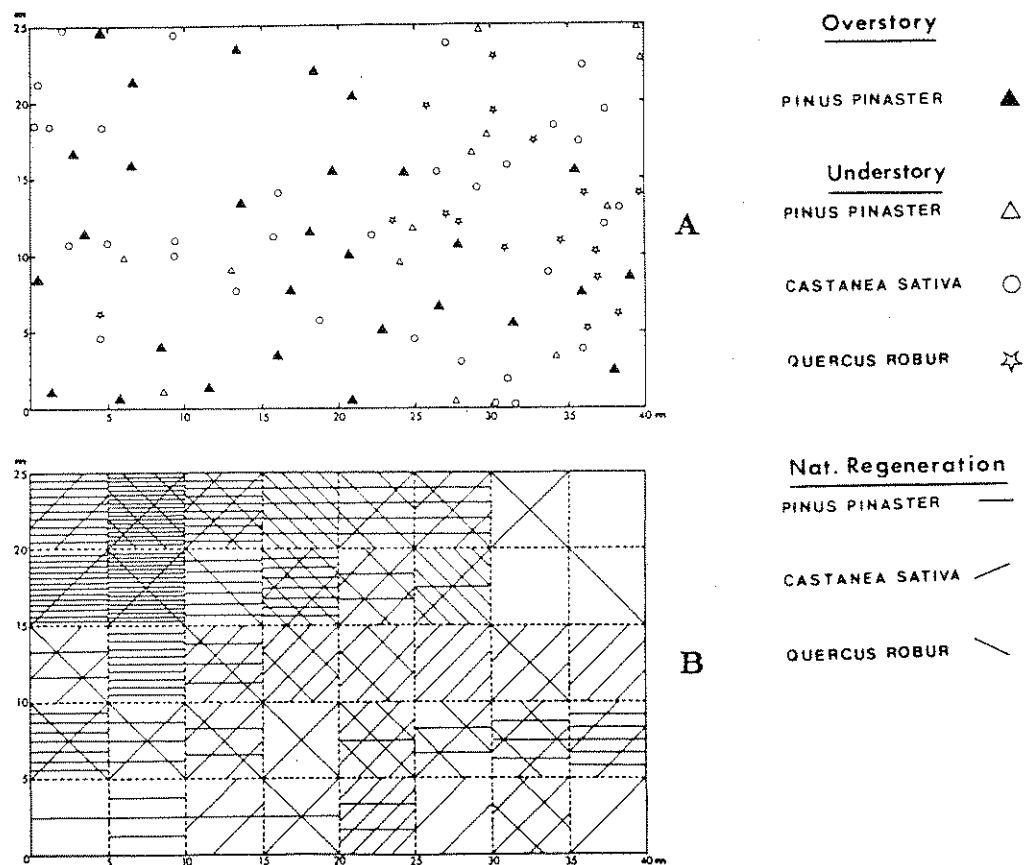 m
25
20
15
10
5
0
5
10
15
20
25
30
35
40 m
A
Overstory
PINUS PINASTER
Understory
PINUS PINASTER
CASTANEA SATIVA
QUERCUS ROBUR
m
25
20
15
10
5
0
5
10
15
20
25
30
35
40 m
B
Nat. Regeneration
PINUS PINASTER
CASTANEA SATIVA
QUERCUS ROBUR